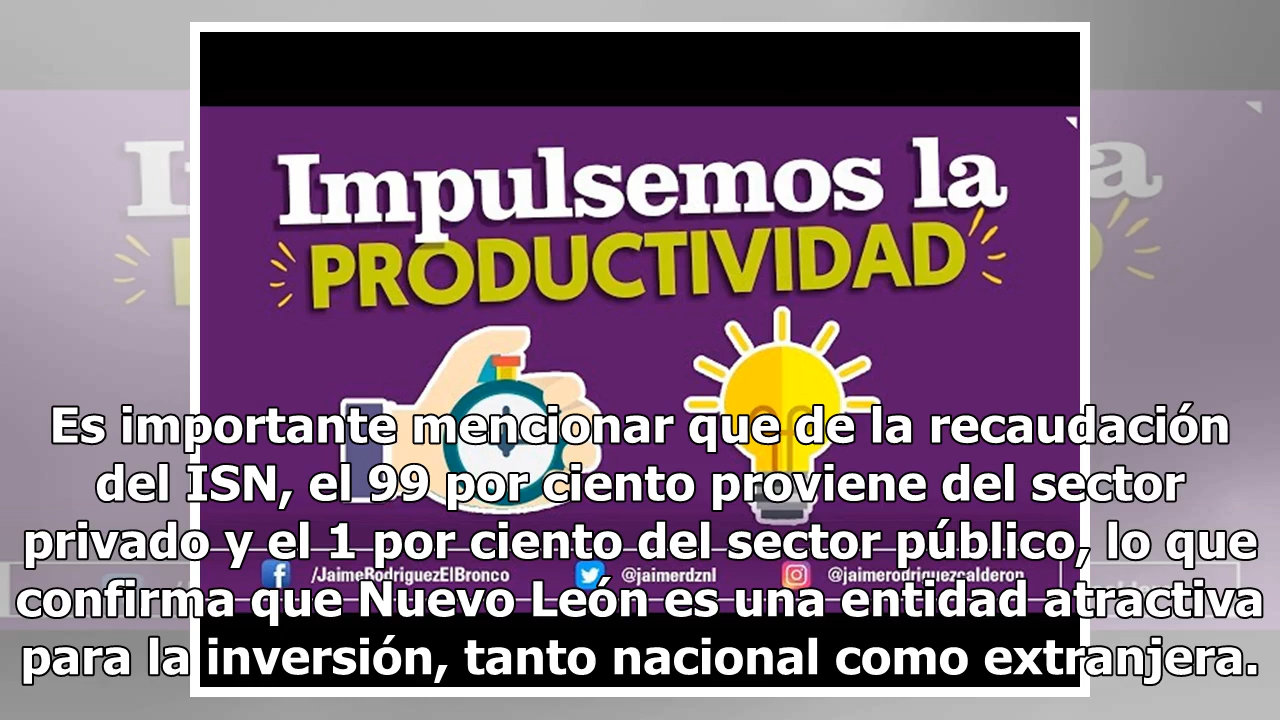 Impulsemos la
PRODUCTIVIDAD
Es importante mencionar que de la recaudación
del ISN, el 99 por ciento proviene del sector
privado y el 1 por ciento del sector público, lo que
/JaimeRodriguezElBronco @jaimerdznl @jaimerodriguezcalderon
confirma que Nuevo León es una entidad atractiva
para la inversión, tanto nacional como extranjera.